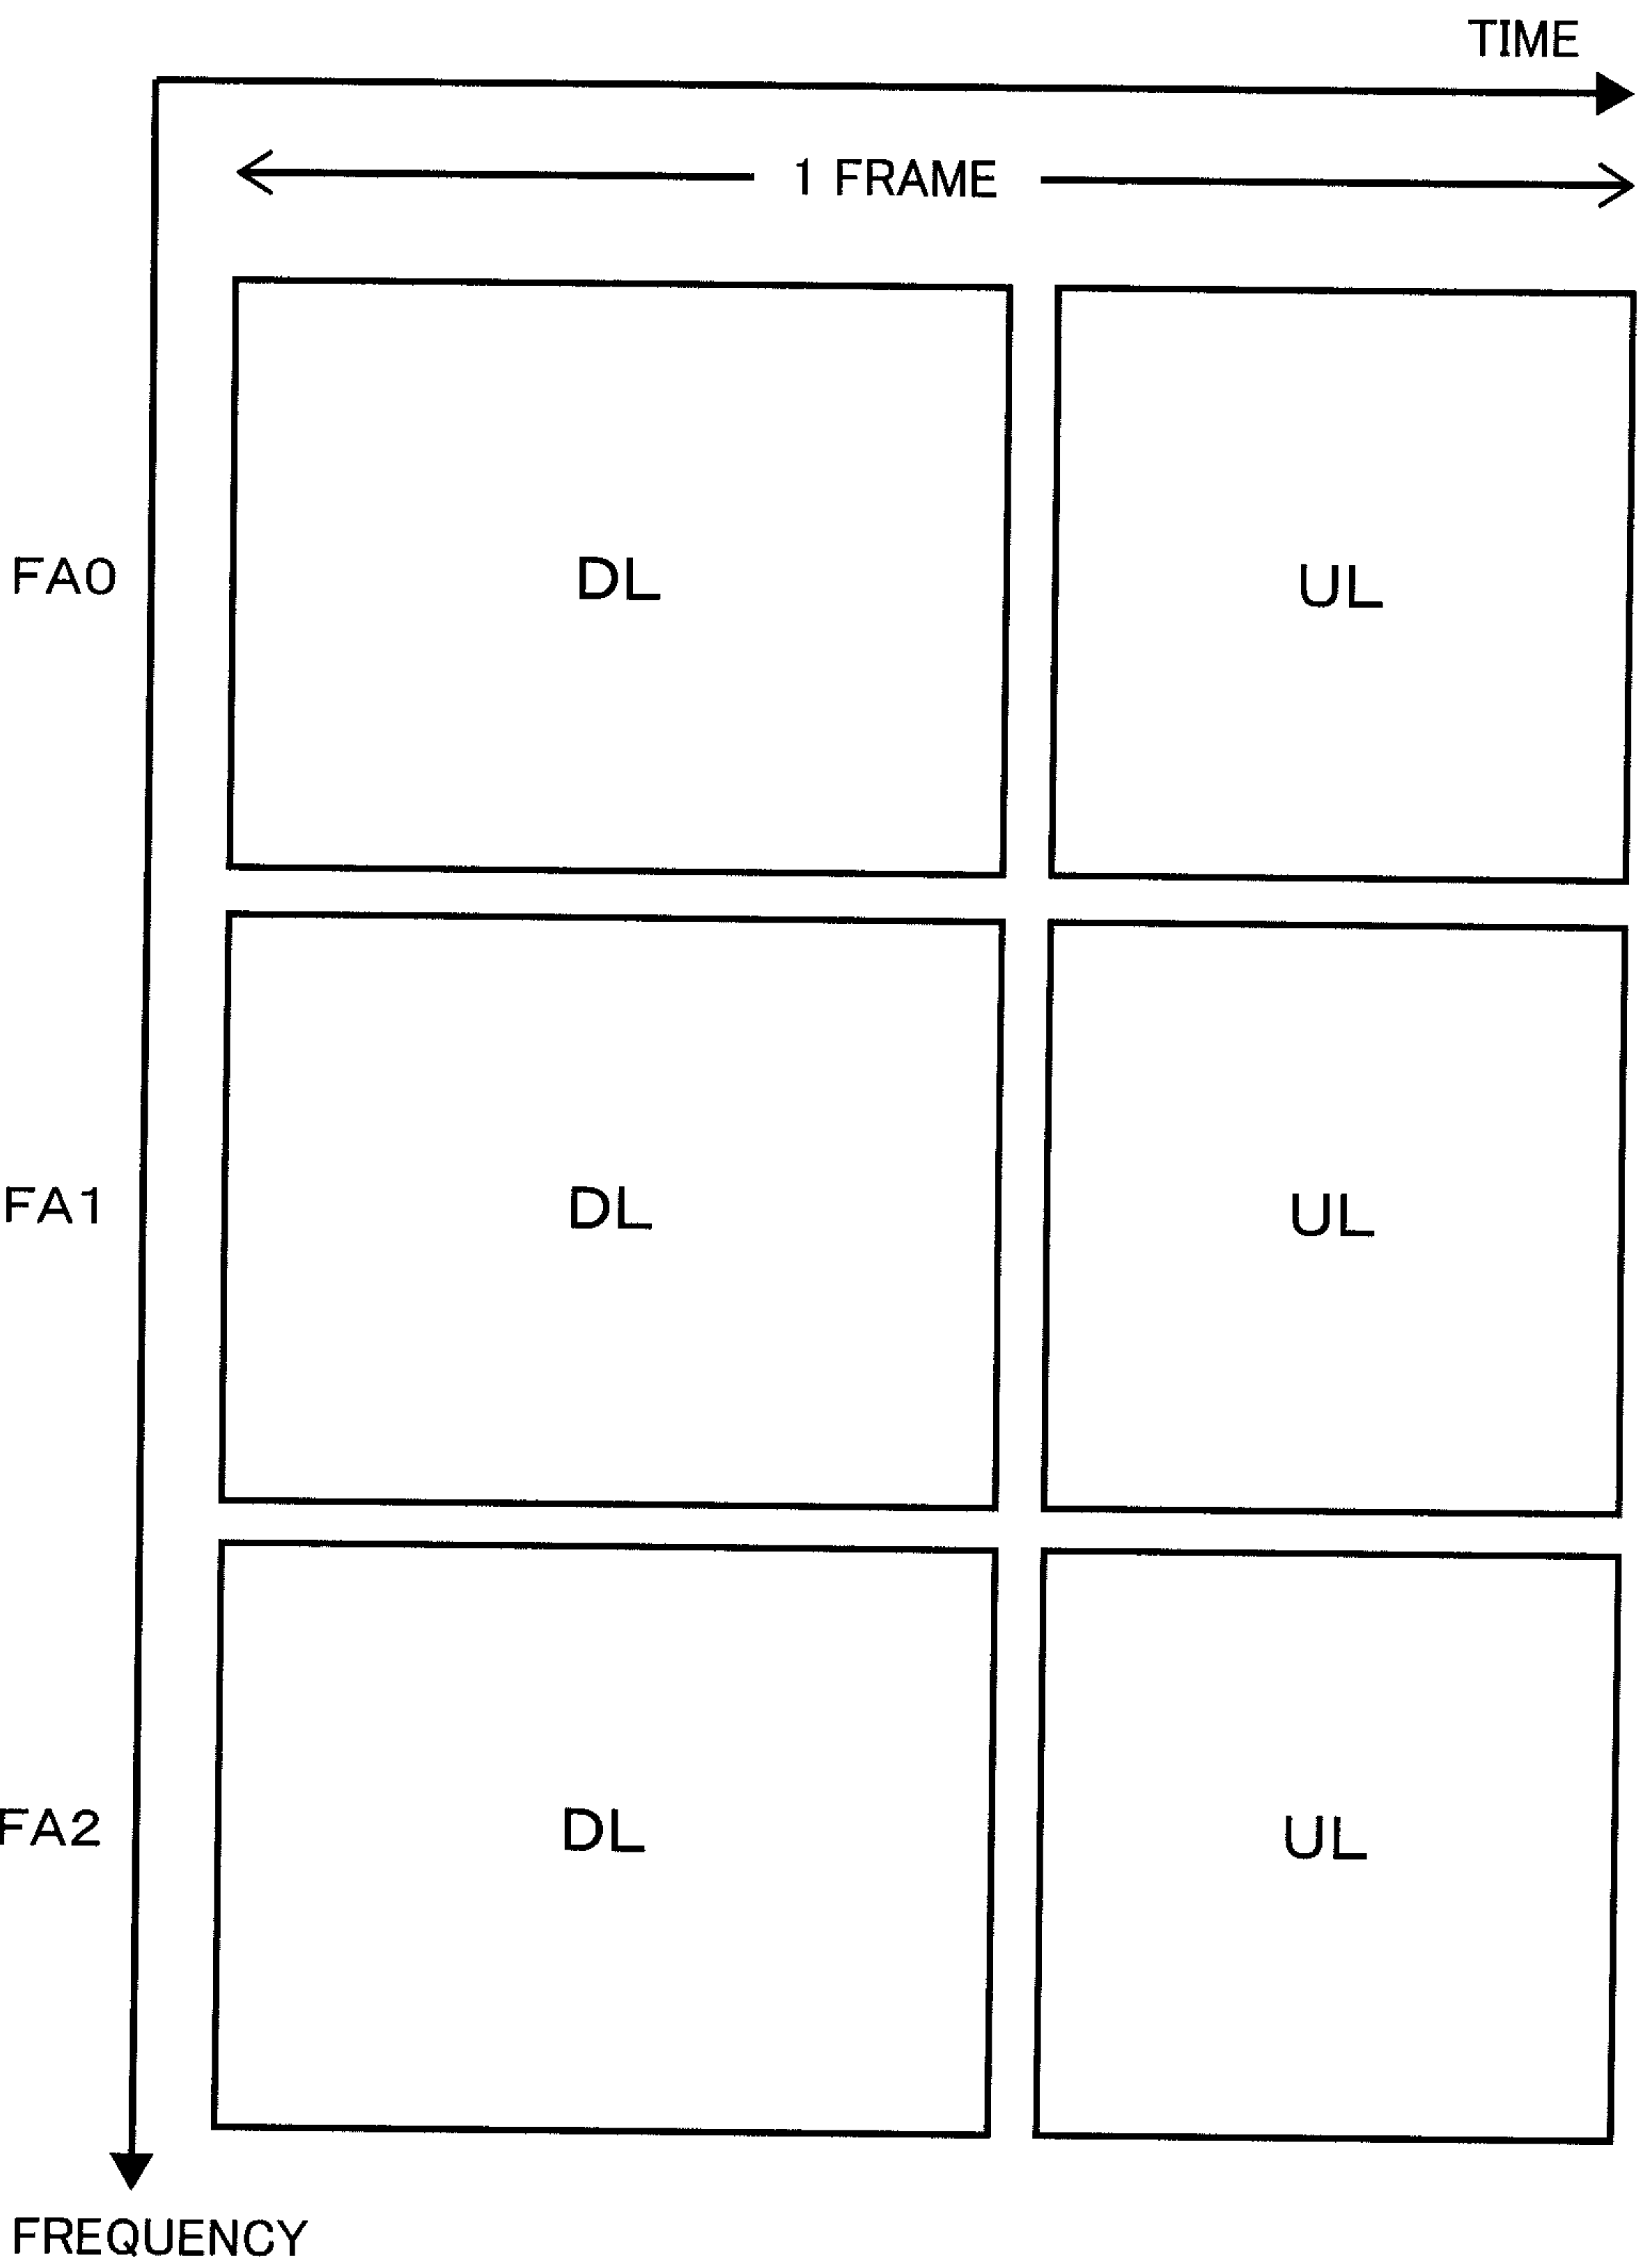 TIME
1 FRAME
FA0
DL
UL
FA1
DL
UL
FA2
DL
UL
FREQUENCY